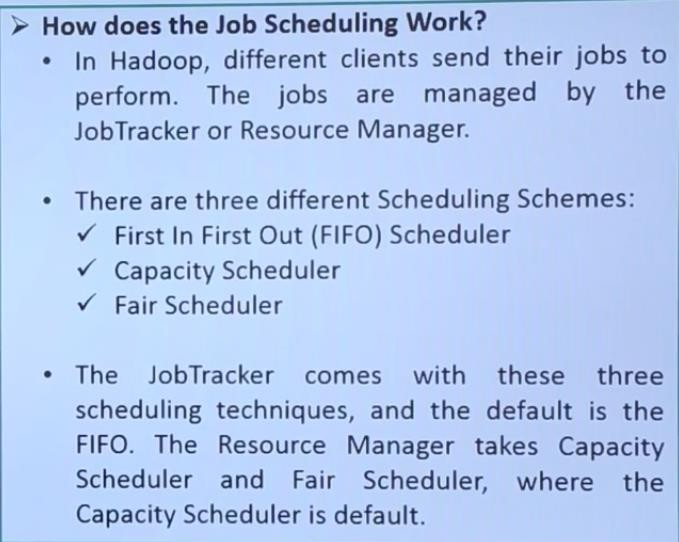 ➤ How does the Job Scheduling Work?
• In Hadoop, different clients send their jobs to
perform. The jobs are managed by the
JobTracker or Resource Manager.
• There are three different Scheduling Schemes:
✓ First In First Out (FIFO) Scheduler
✓ Capacity Scheduler
✓ Fair Scheduler
• The JobTracker comes with these three
scheduling techniques, and the default is the
FIFO. The Resource Manager takes Capacity
Scheduler and Fair Scheduler, where the
Capacity Scheduler is default.